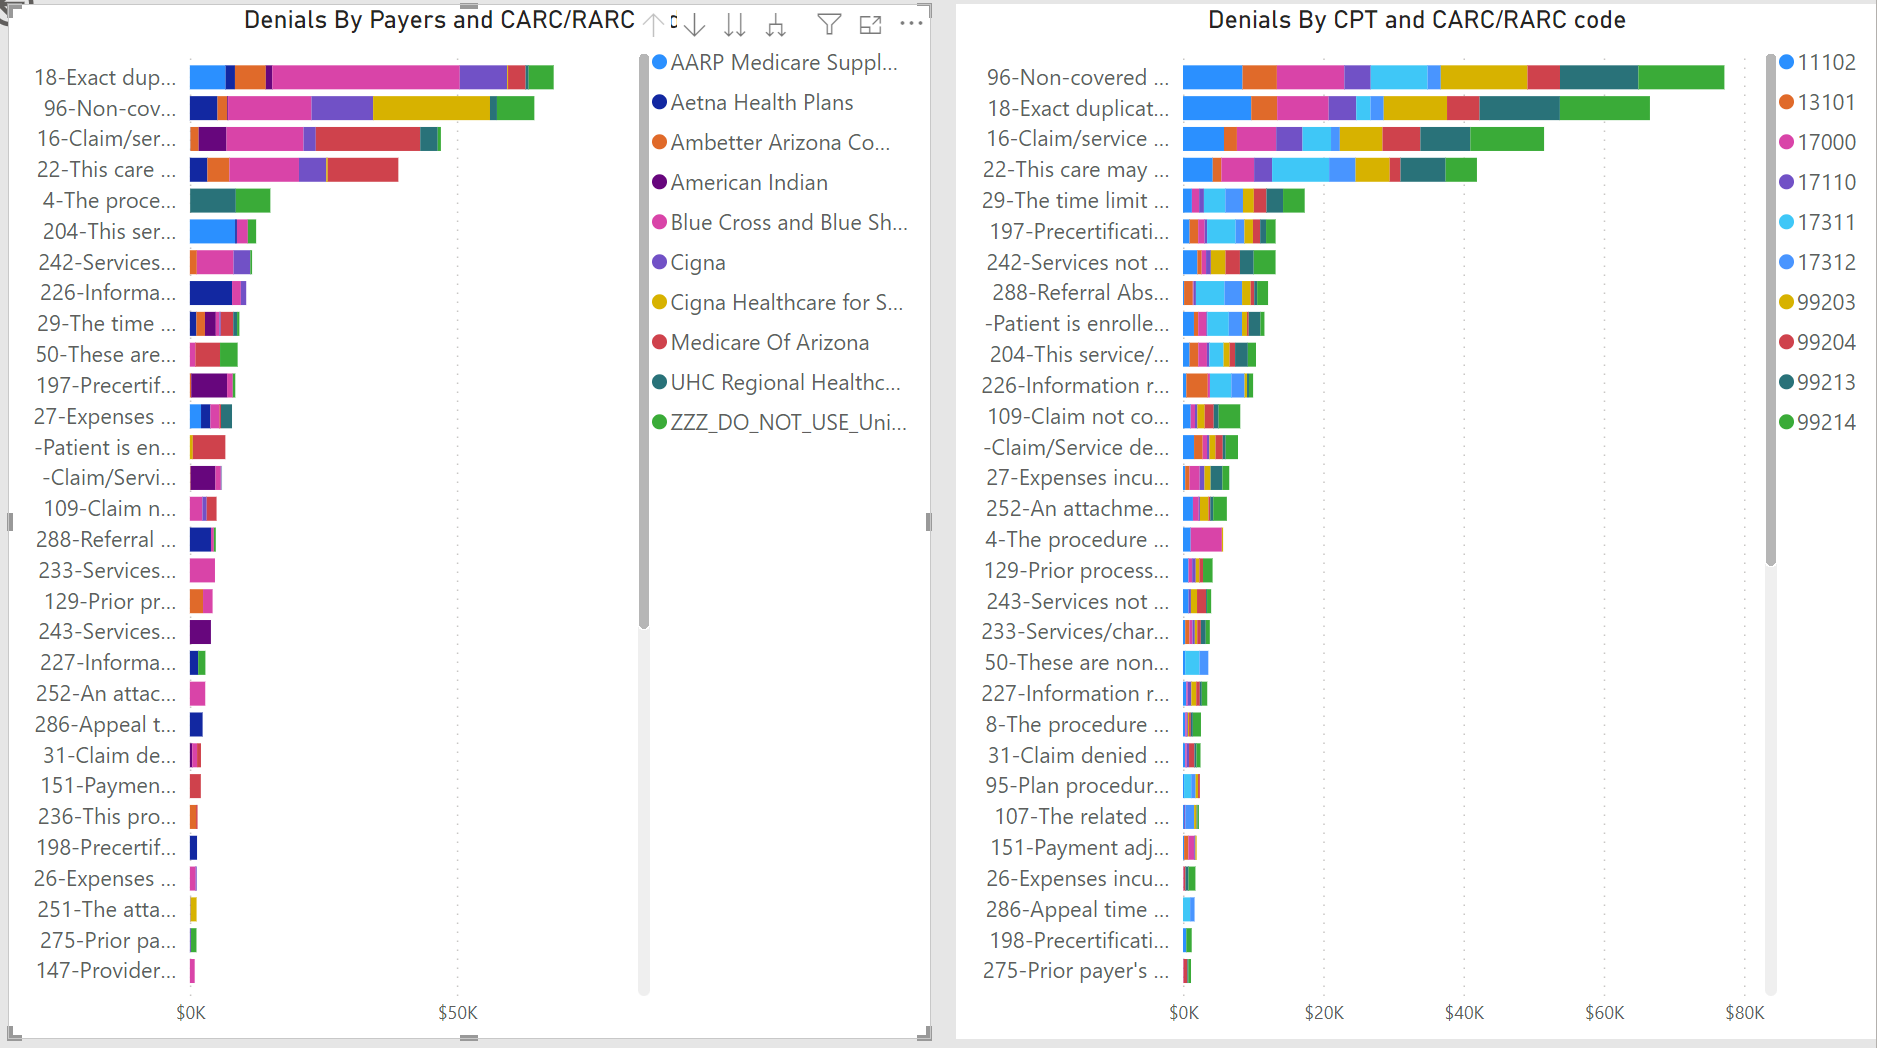 Denials By Payers and CARC/RARC
18-Exact dup...
96-Non-cov...
16-Claim/ser...
22-This care ...
4-The proce...
204-This ser...
242-Services...
226-Informa...
29-The time ...
50-These are...
197-Precertif...
27-Expenses ...
-Patient is en...
-Claim/Servi...
109-Claim n...
288-Referral ...
233-Services...
129-Prior pr...
243-Services...
227-Informa...
252-An attac...
286-Appeal t...
31-Claim de...
151-Paymen...
236-This pro...
198-Precertif...
26-Expenses ...
251-The atta...
275-Prior pa...
147-Provider...
$0K
$50K
AARP Medicare Suppl...
Aetna Health Plans
Ambetter Arizona Co...
American Indian
Blue Cross and Blue Sh...
Cigna
Cigna Healthcare for S...
Medicare Of Arizona
UHC Regional Healthc...
ZZZ_DO_NOT_USE_Uni...
Denials By CPT and CARC/RARC code
96-Non-covered ...
18-Exact duplicat...
16-Claim/service ...
22-This care may ...
29-The time limit ...
197-Precertificati...
242-Services not ...
288-Referral Abs...
-Patient is enrolle...
204-This service/...
226-Information r...
109-Claim not co...
-Claim/Service de...
27-Expenses incu...
252-An attachme...
4-The procedure ...
129-Prior process...
243-Services not ...
233-Services/char...
50-These are non...
227-Information r...
8-The procedure ...
31-Claim denied ...
95-Plan procedur...
107-The related ...
151-Payment adj...
26-Expenses incu...
286-Appeal time ...
198-Precertificati...
275-Prior payer's ...
$0K
$20K
$40K
$60K
$80K
11102
13101
17000
17110
17311
17312
99203
99204
99213
99214